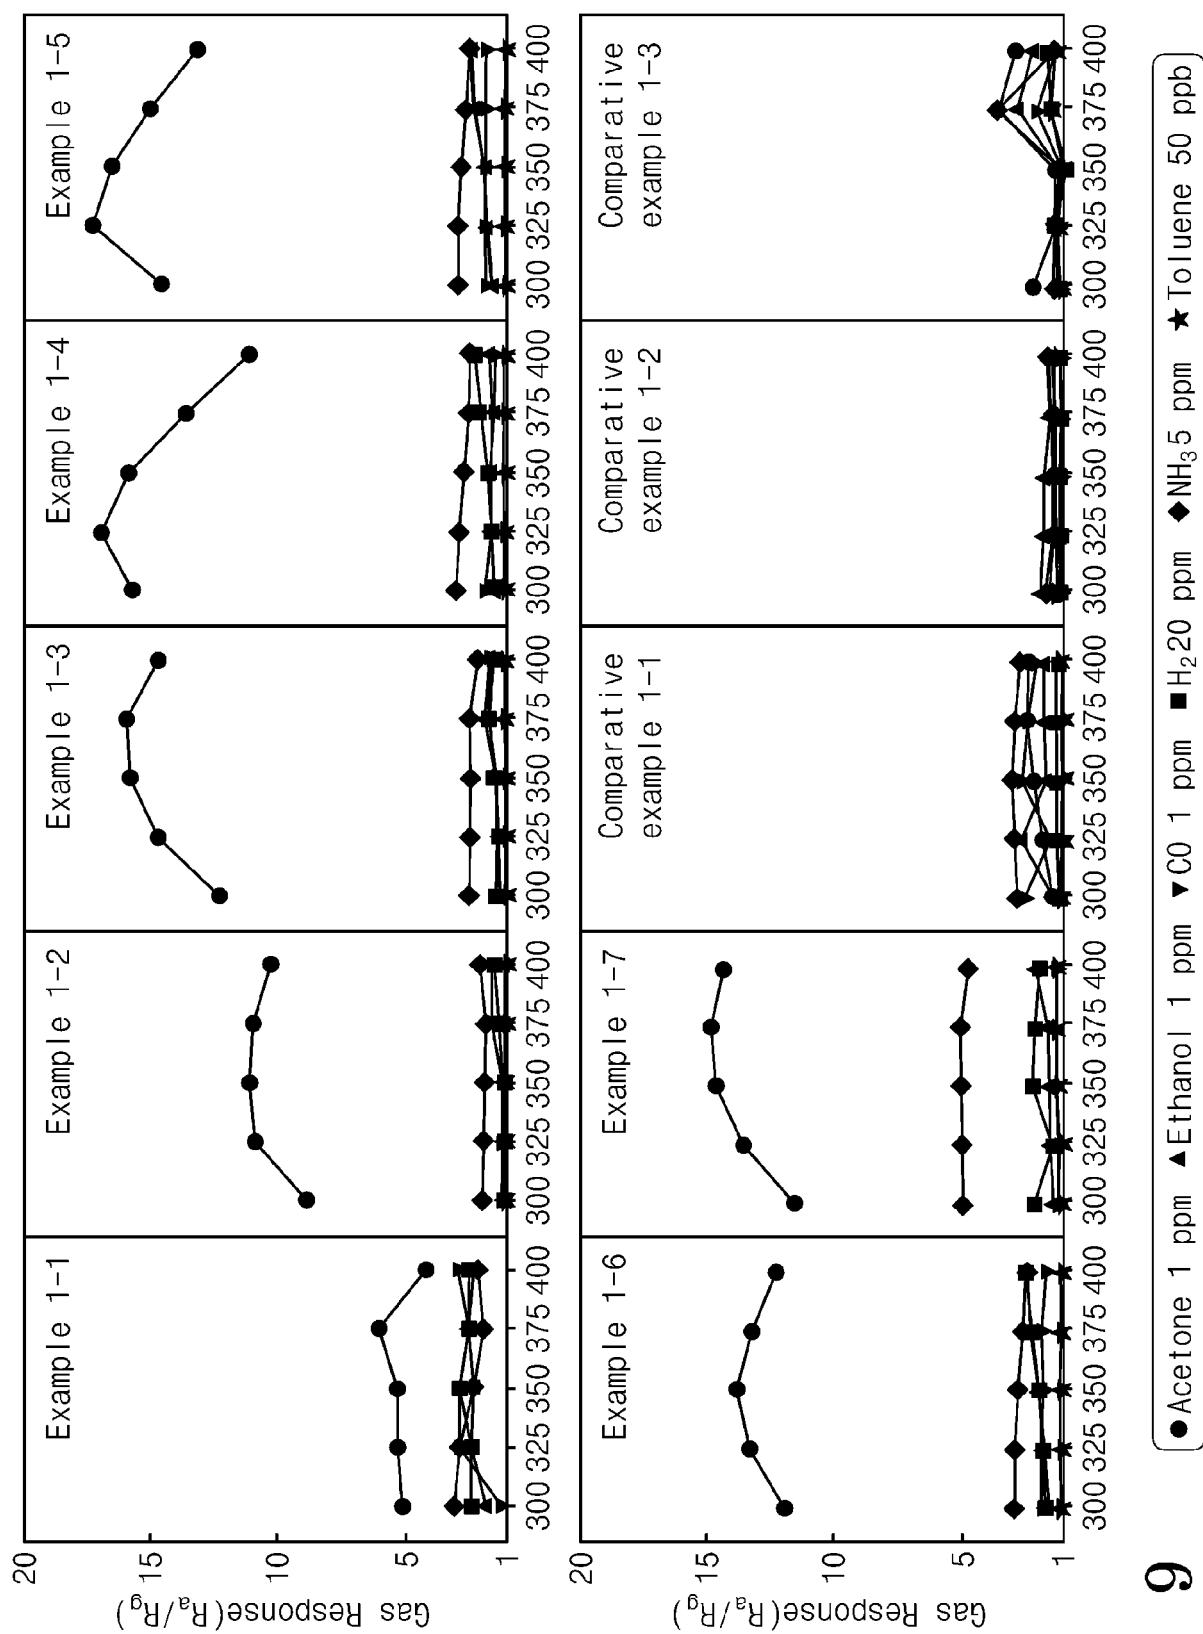 20
15
10
5
1
Gas Response(Ra/Rg)
Example 1-1
Example 1-2
Example 1-3
Example 1-4
Example 1-5
300 325 350 375 400 300 325 350 375 400 300 325 350 375 400 300 325 350 375 400 300 325 350 375 400
20
15
10
5
1
Gas Response(Ra/Rg)
Example 1-6
Example 1-7
Comparative
example 1-1
Comparative
example 1-2
Comparative
example 1-3
300 325 350 375 400 300 325 350 375 400 300 325 350 375 400 300 325 350 375 400 300 325 350 375 400
●Acetone 1 ppm ▲Ethanol 1 ppm ▼CO 1 ppm ■H₂20 ppm ◆NH₃5 ppm ★Toluene 50 ppb
9